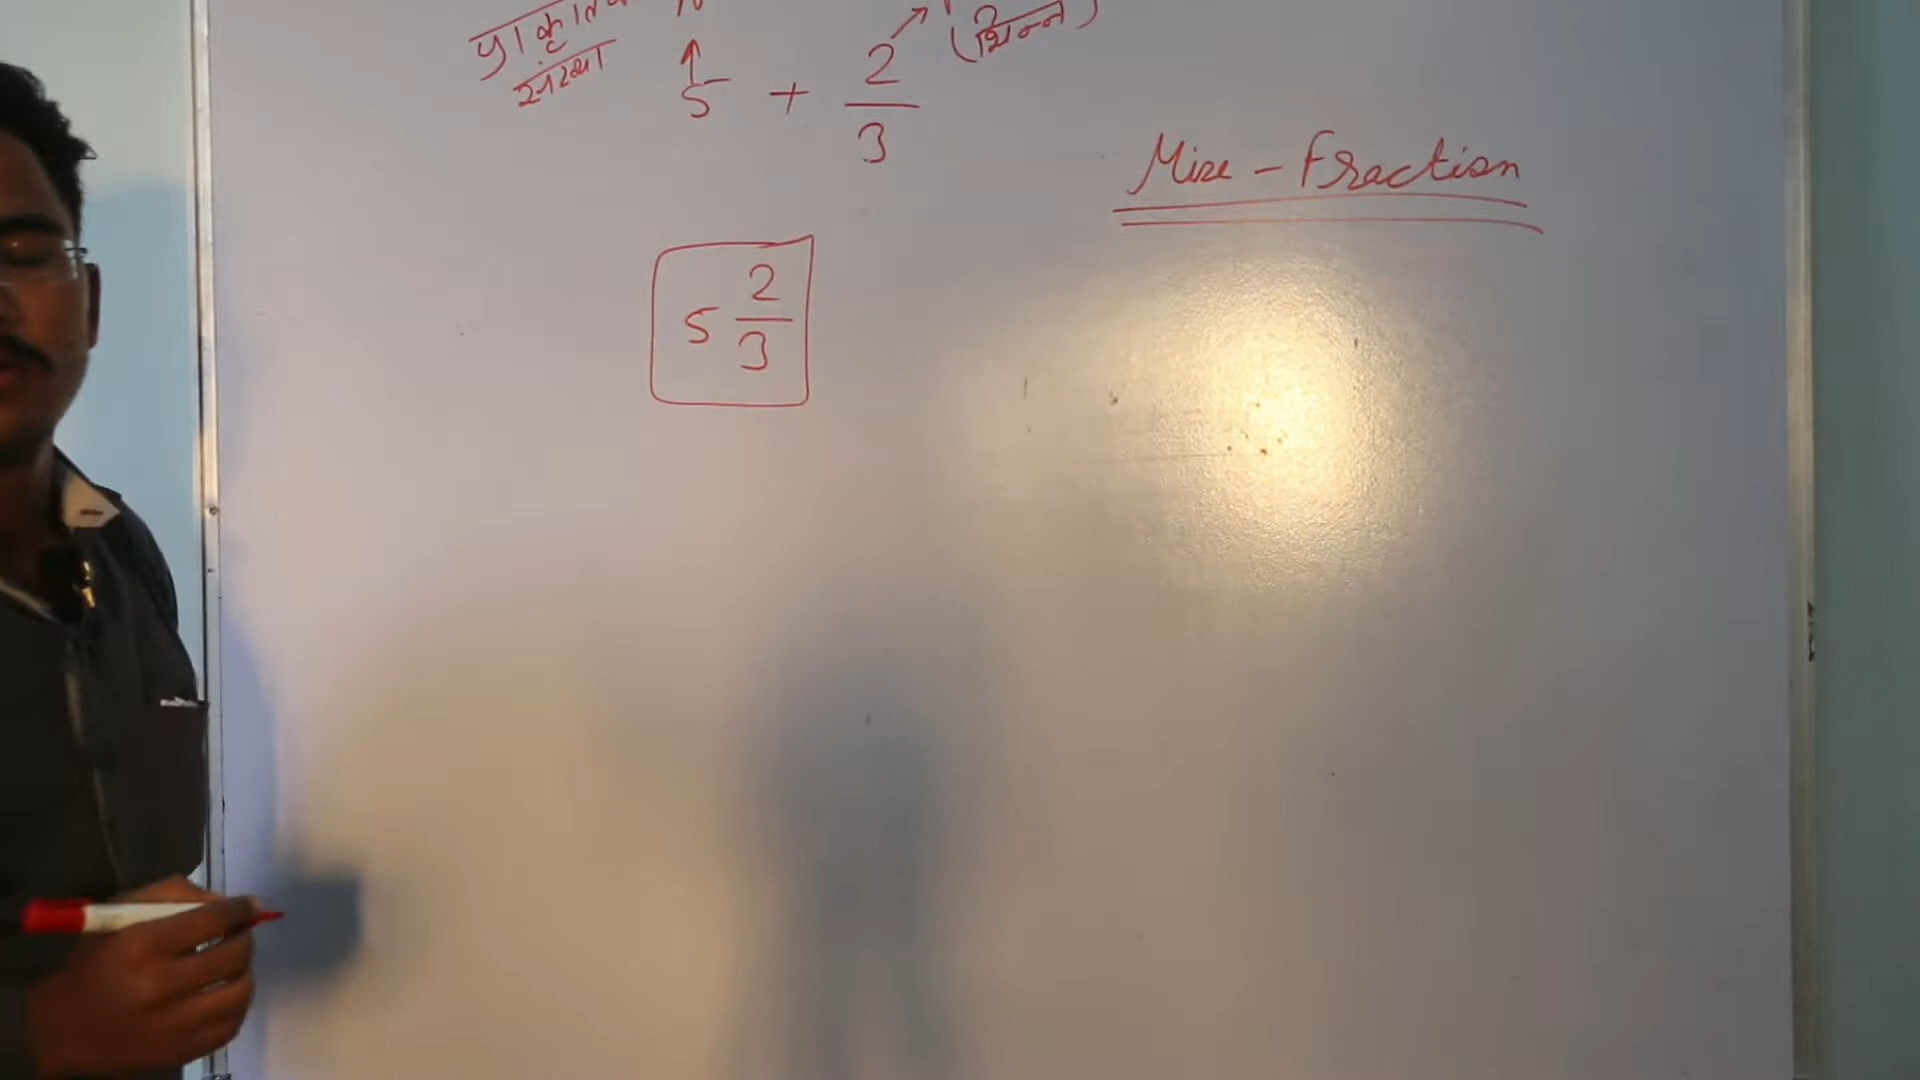 प्राकृतिक
संख्या
5 + 2/3
(भिन्न)
Mixe - Fraction
5 2/3